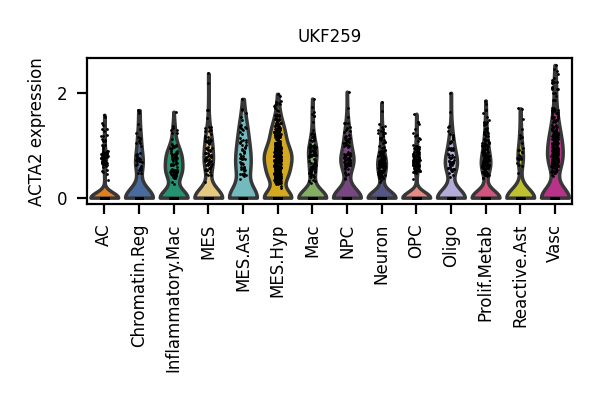 UKF259
ACTA2 expression
2
0
AC
Chromatin.Reg
Inflammatory.Mac
MES
MES.Ast
MES.Hyp
Mac
NPC
Neuron
OPC
Oligo
Prolif.Metab
Reactive.Ast
Vasc